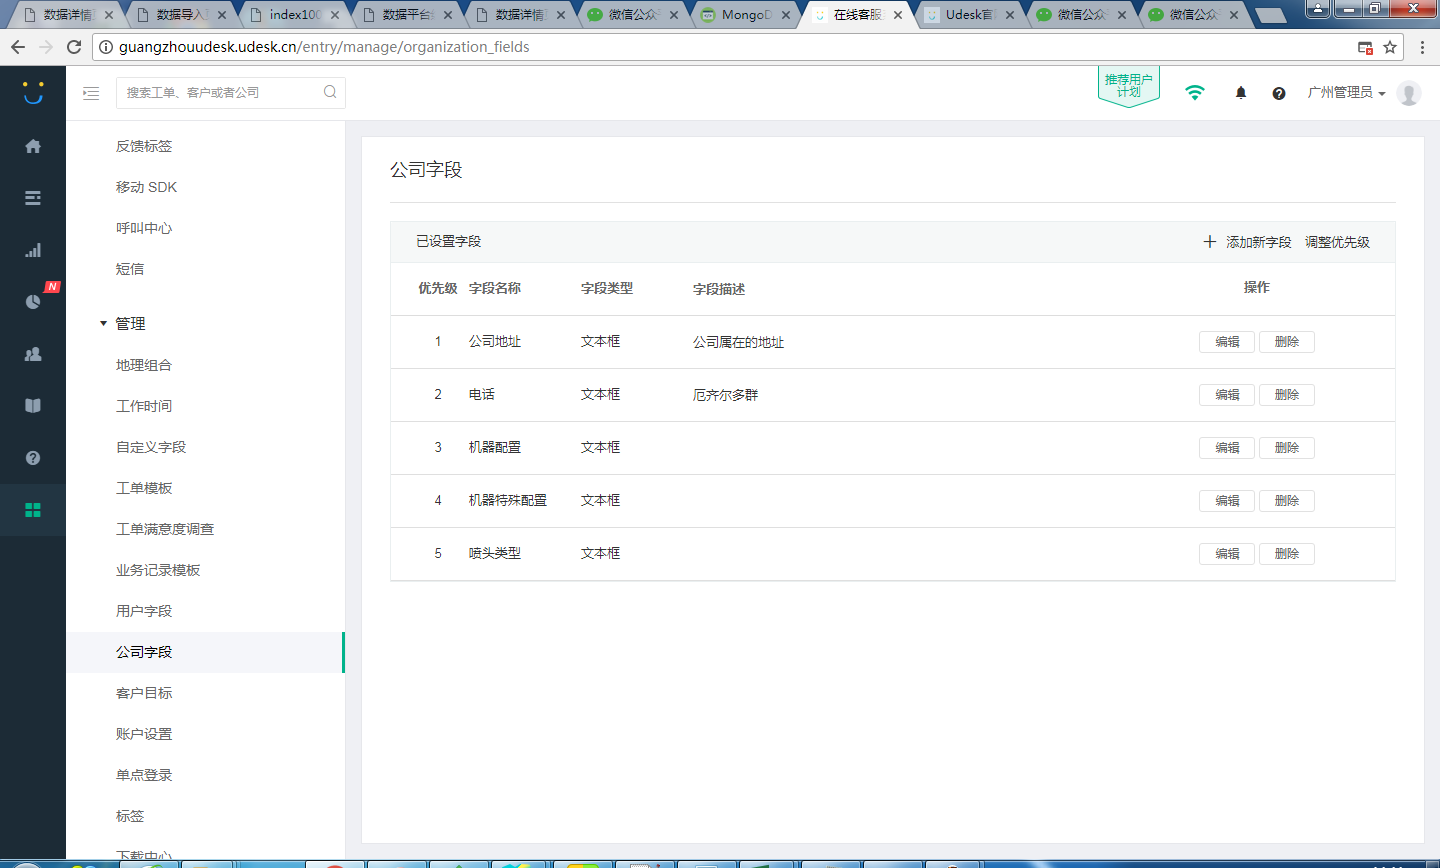 数据详情
数据导入
index100
数据平台
数据详情
微信公众
MongoD
在线客服
Udesk官
微信公众
微信公众
guangzhouudesk.udesk.cn/entry/manage/organization_fields
搜索工单、客户或者公司
推荐用户
计划
广州管理员
N
反馈标签
移动 SDK
呼叫中心
短信
管理
地理组合
工作时间
自定义字段
工单模板
工单满意度调查
业务记录模板
用户字段
公司字段
客户目标
账户设置
单点登录
标签
下载中心
公司字段
已设置字段 添加新字段 调整优先级
优先级 字段名称 字段类型 字段描述 操作
1 公司地址 文本框 公司属在的地址 编辑 删除
2 电话 文本框 厄齐尔多群 编辑 删除
3 机器配置 文本框 编辑 删除
4 机器特殊配置 文本框 编辑 删除
5 喷头类型 文本框 编辑 删除